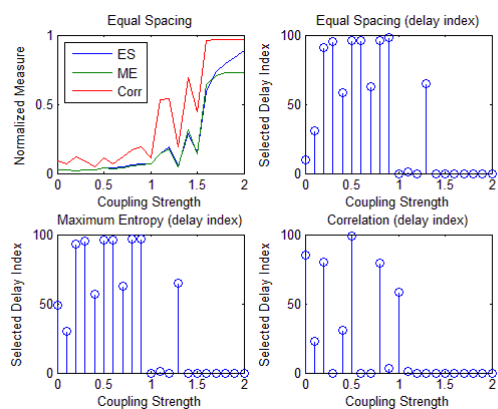 Equal Spacing
Normalized Measure
1
0.5
0
ES
ME
Corr
0 0.5 1 1.5 2
Coupling Strength
Equal Spacing (delay index)
Selected Delay Index
100
50
0
0 0.5 1 1.5 2
Coupling Strength
Maximum Entropy (delay index)
Selected Delay Index
100
50
0
0 0.5 1 1.5 2
Coupling Strength
Correlation (delay index)
Selected Delay Index
100
50
0
0 0.5 1 1.5 2
Coupling Strength